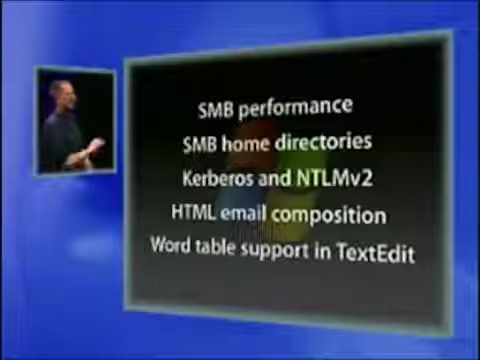 SMB performance
SMB home directories
Kerberos and NTLMv2
HTML email composition
Word table support in TextEdit